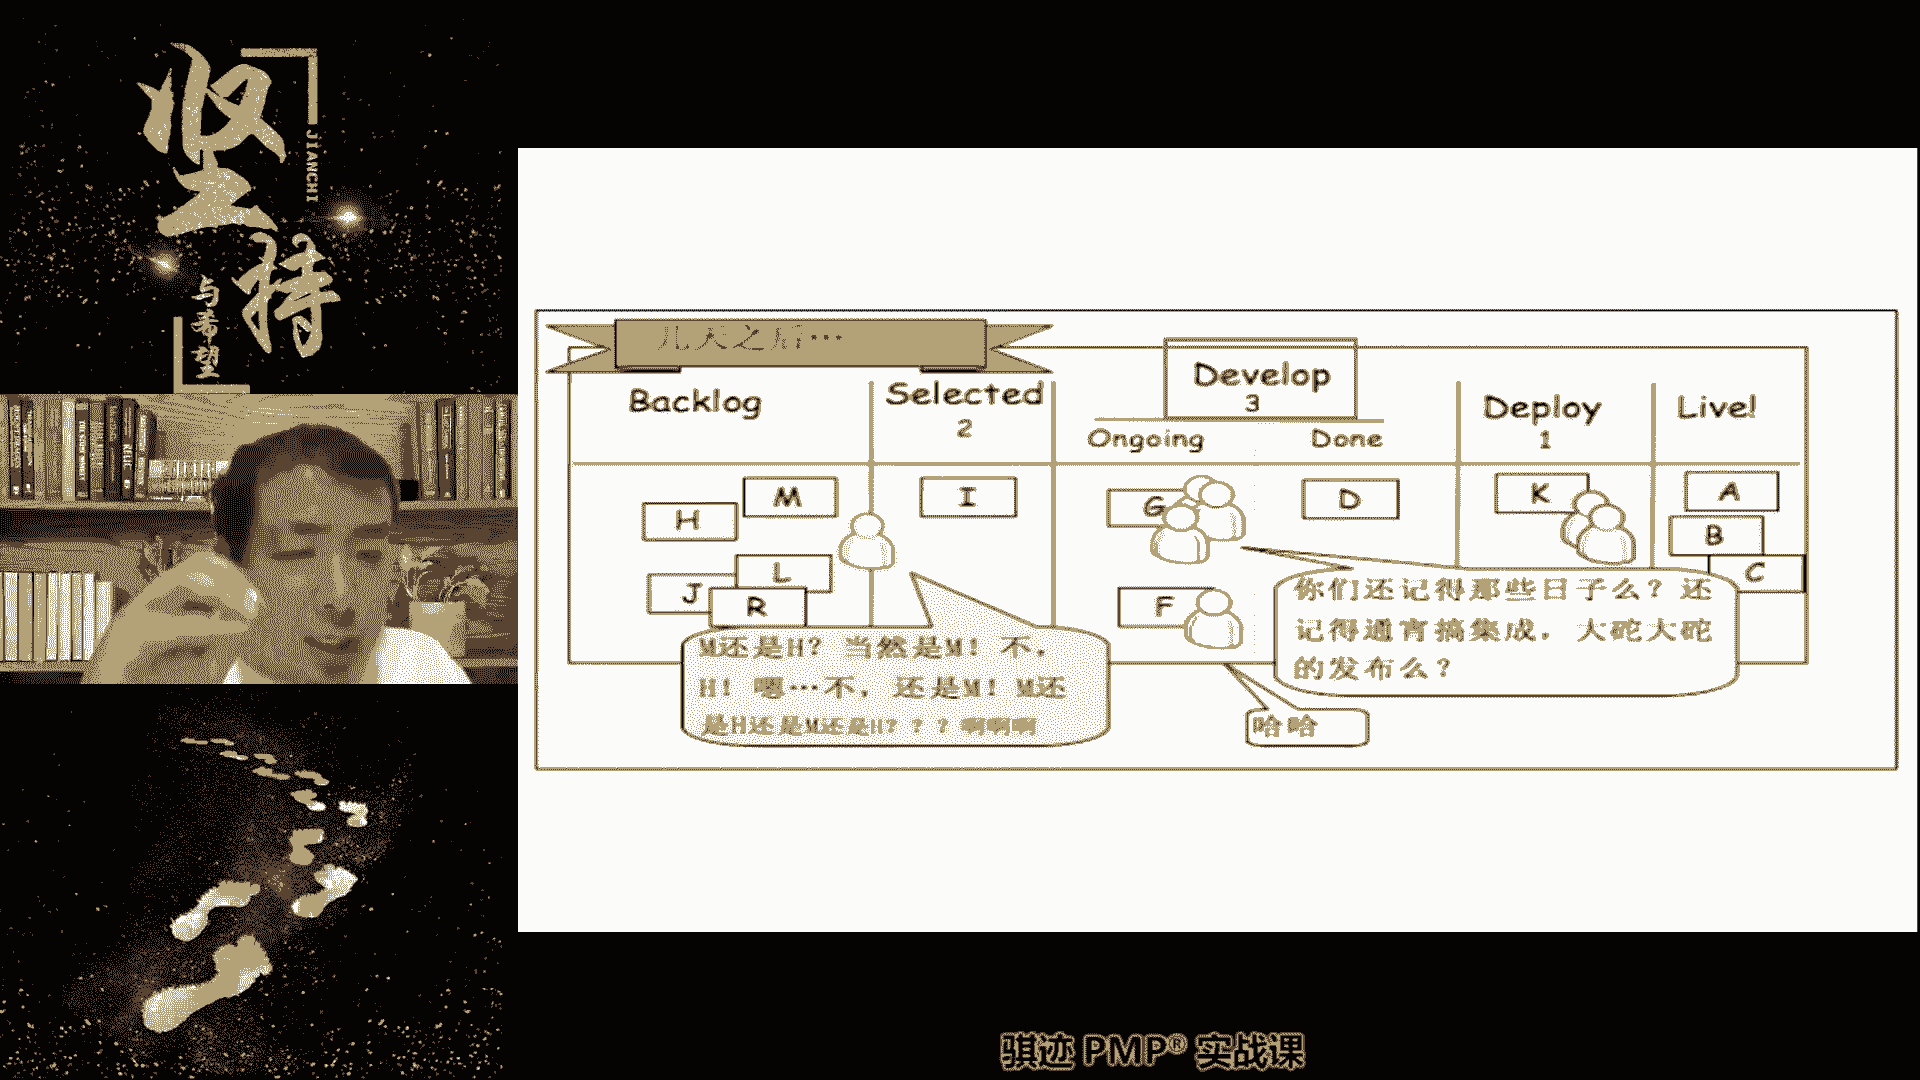 坚持
JIANCHI
与希望
几天之后…
Backlog
Selected
2
Develop
3
Ongoing
Done
Deploy
1
Live!
H
M
J
L
R
I
G
F
D
K
A
B
C
M还是H？当然是M！不，
H！嗯…不，还是M！M还
是H还是M还是H？？？啊啊啊
你们还记得那些日子么？还
记得通宵搞集成，大砣大砣
的发布么？
哈哈
骐迹 PMP® 实战课